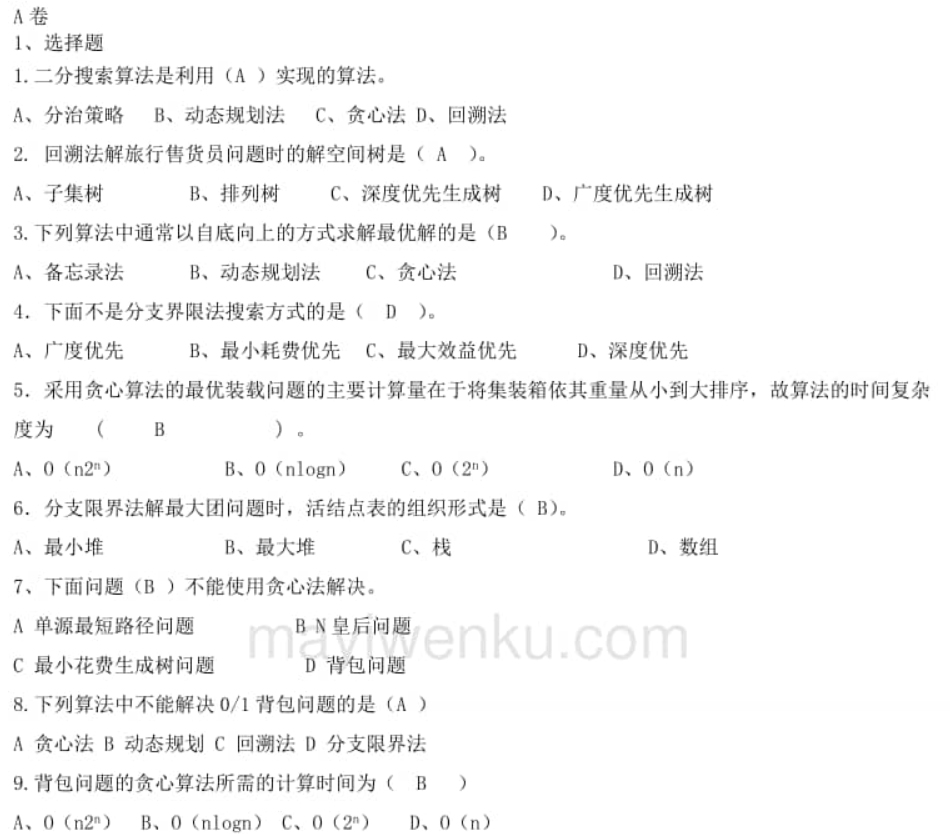 A 卷
1、选择题
1.二分搜索算法是利用（A ）实现的算法。
A、分治策略 B、动态规划法 C、贪心法 D、回溯法
2. 回溯法解旅行售货员问题时的解空间树是（ A ）。
A、子集树 B、排列树 C、深度优先生成树 D、广度优先生成树
3.下列算法中通常以自底向上的方式求解最优解的是（B ）。
A、备忘录法 B、动态规划法 C、贪心法 D、回溯法
4．下面不是分支界限法搜索方式的是（ D ）。
A、广度优先 B、最小耗费优先 C、最大效益优先 D、深度优先
5．采用贪心算法的最优装载问题的主要计算量在于将集装箱依其重量从小到大排序，故算法的时间复杂
度为 （ B ）。
A、O（n2ⁿ） B、O（nlogn） C、O（2ⁿ） D、O（n）
6．分支限界法解最大团问题时，活结点表的组织形式是（ B）。
A、最小堆 B、最大堆 C、栈 D、数组
7、下面问题（B ）不能使用贪心法解决。
A 单源最短路径问题 B N皇后问题
mayiwenku.com
C 最小花费生成树问题 D 背包问题
8.下列算法中不能解决0/1背包问题的是（A ）
A 贪心法 B 动态规划 C 回溯法 D 分支限界法
9.背包问题的贪心算法所需的计算时间为（ B ）
A、O（n2ⁿ） B、O（nlogn） C、O（2ⁿ） D、O（n）